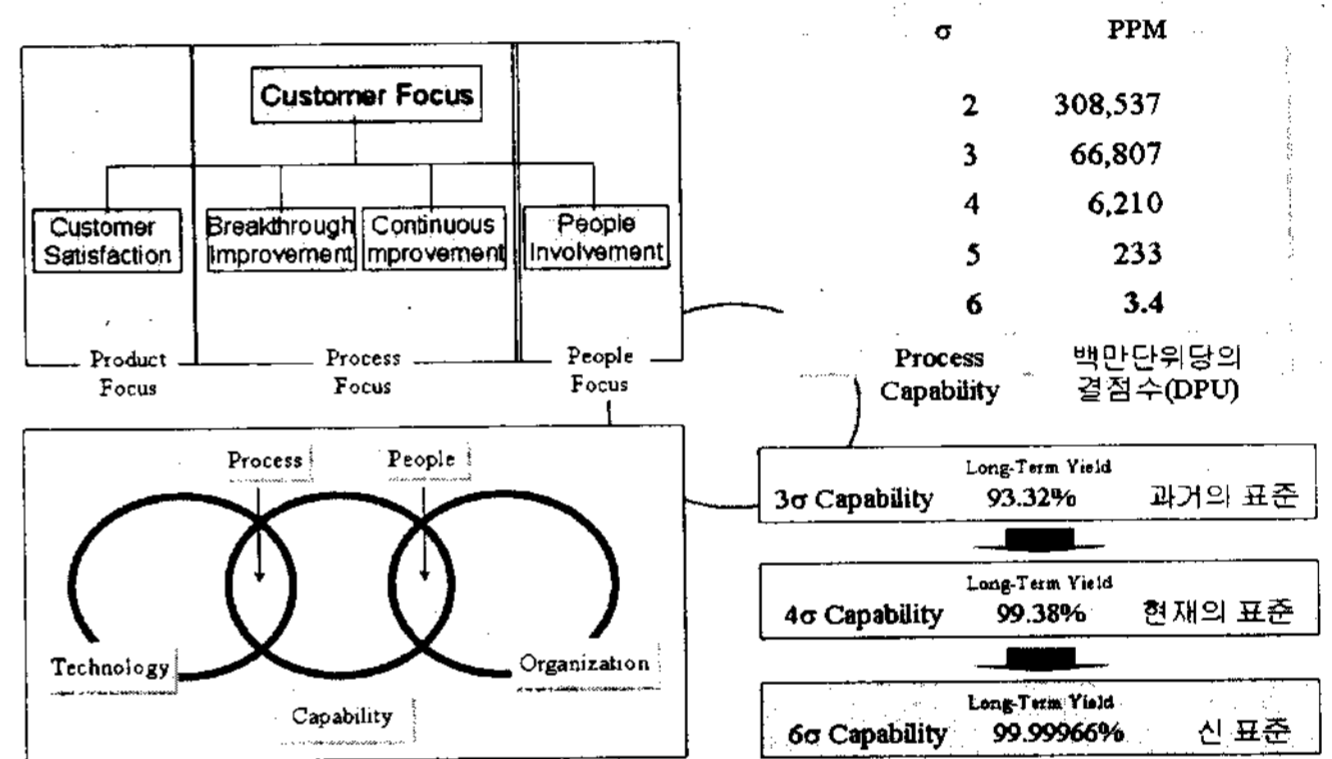 Customer Focus
Customer
Satisfaction
Breakthrough
Improvement
Continuous
mprovement
People
Involvement
Product
Focus
Process
Focus
People
Focus
σ PPM
2 308,537
3 66,807
4 6,210
5 233
6 3.4
Process
Capability
백만단위당의
결점수(DPU)
Process
People
Technology
Organization
Capability
Long-Term Yield
3σ Capability 93.32% 과거의 표준
Long-Term Yield
4σ Capability 99.38% 현재의 표준
Long-Term Yield
6σ Capability 99.99966% 신 표준